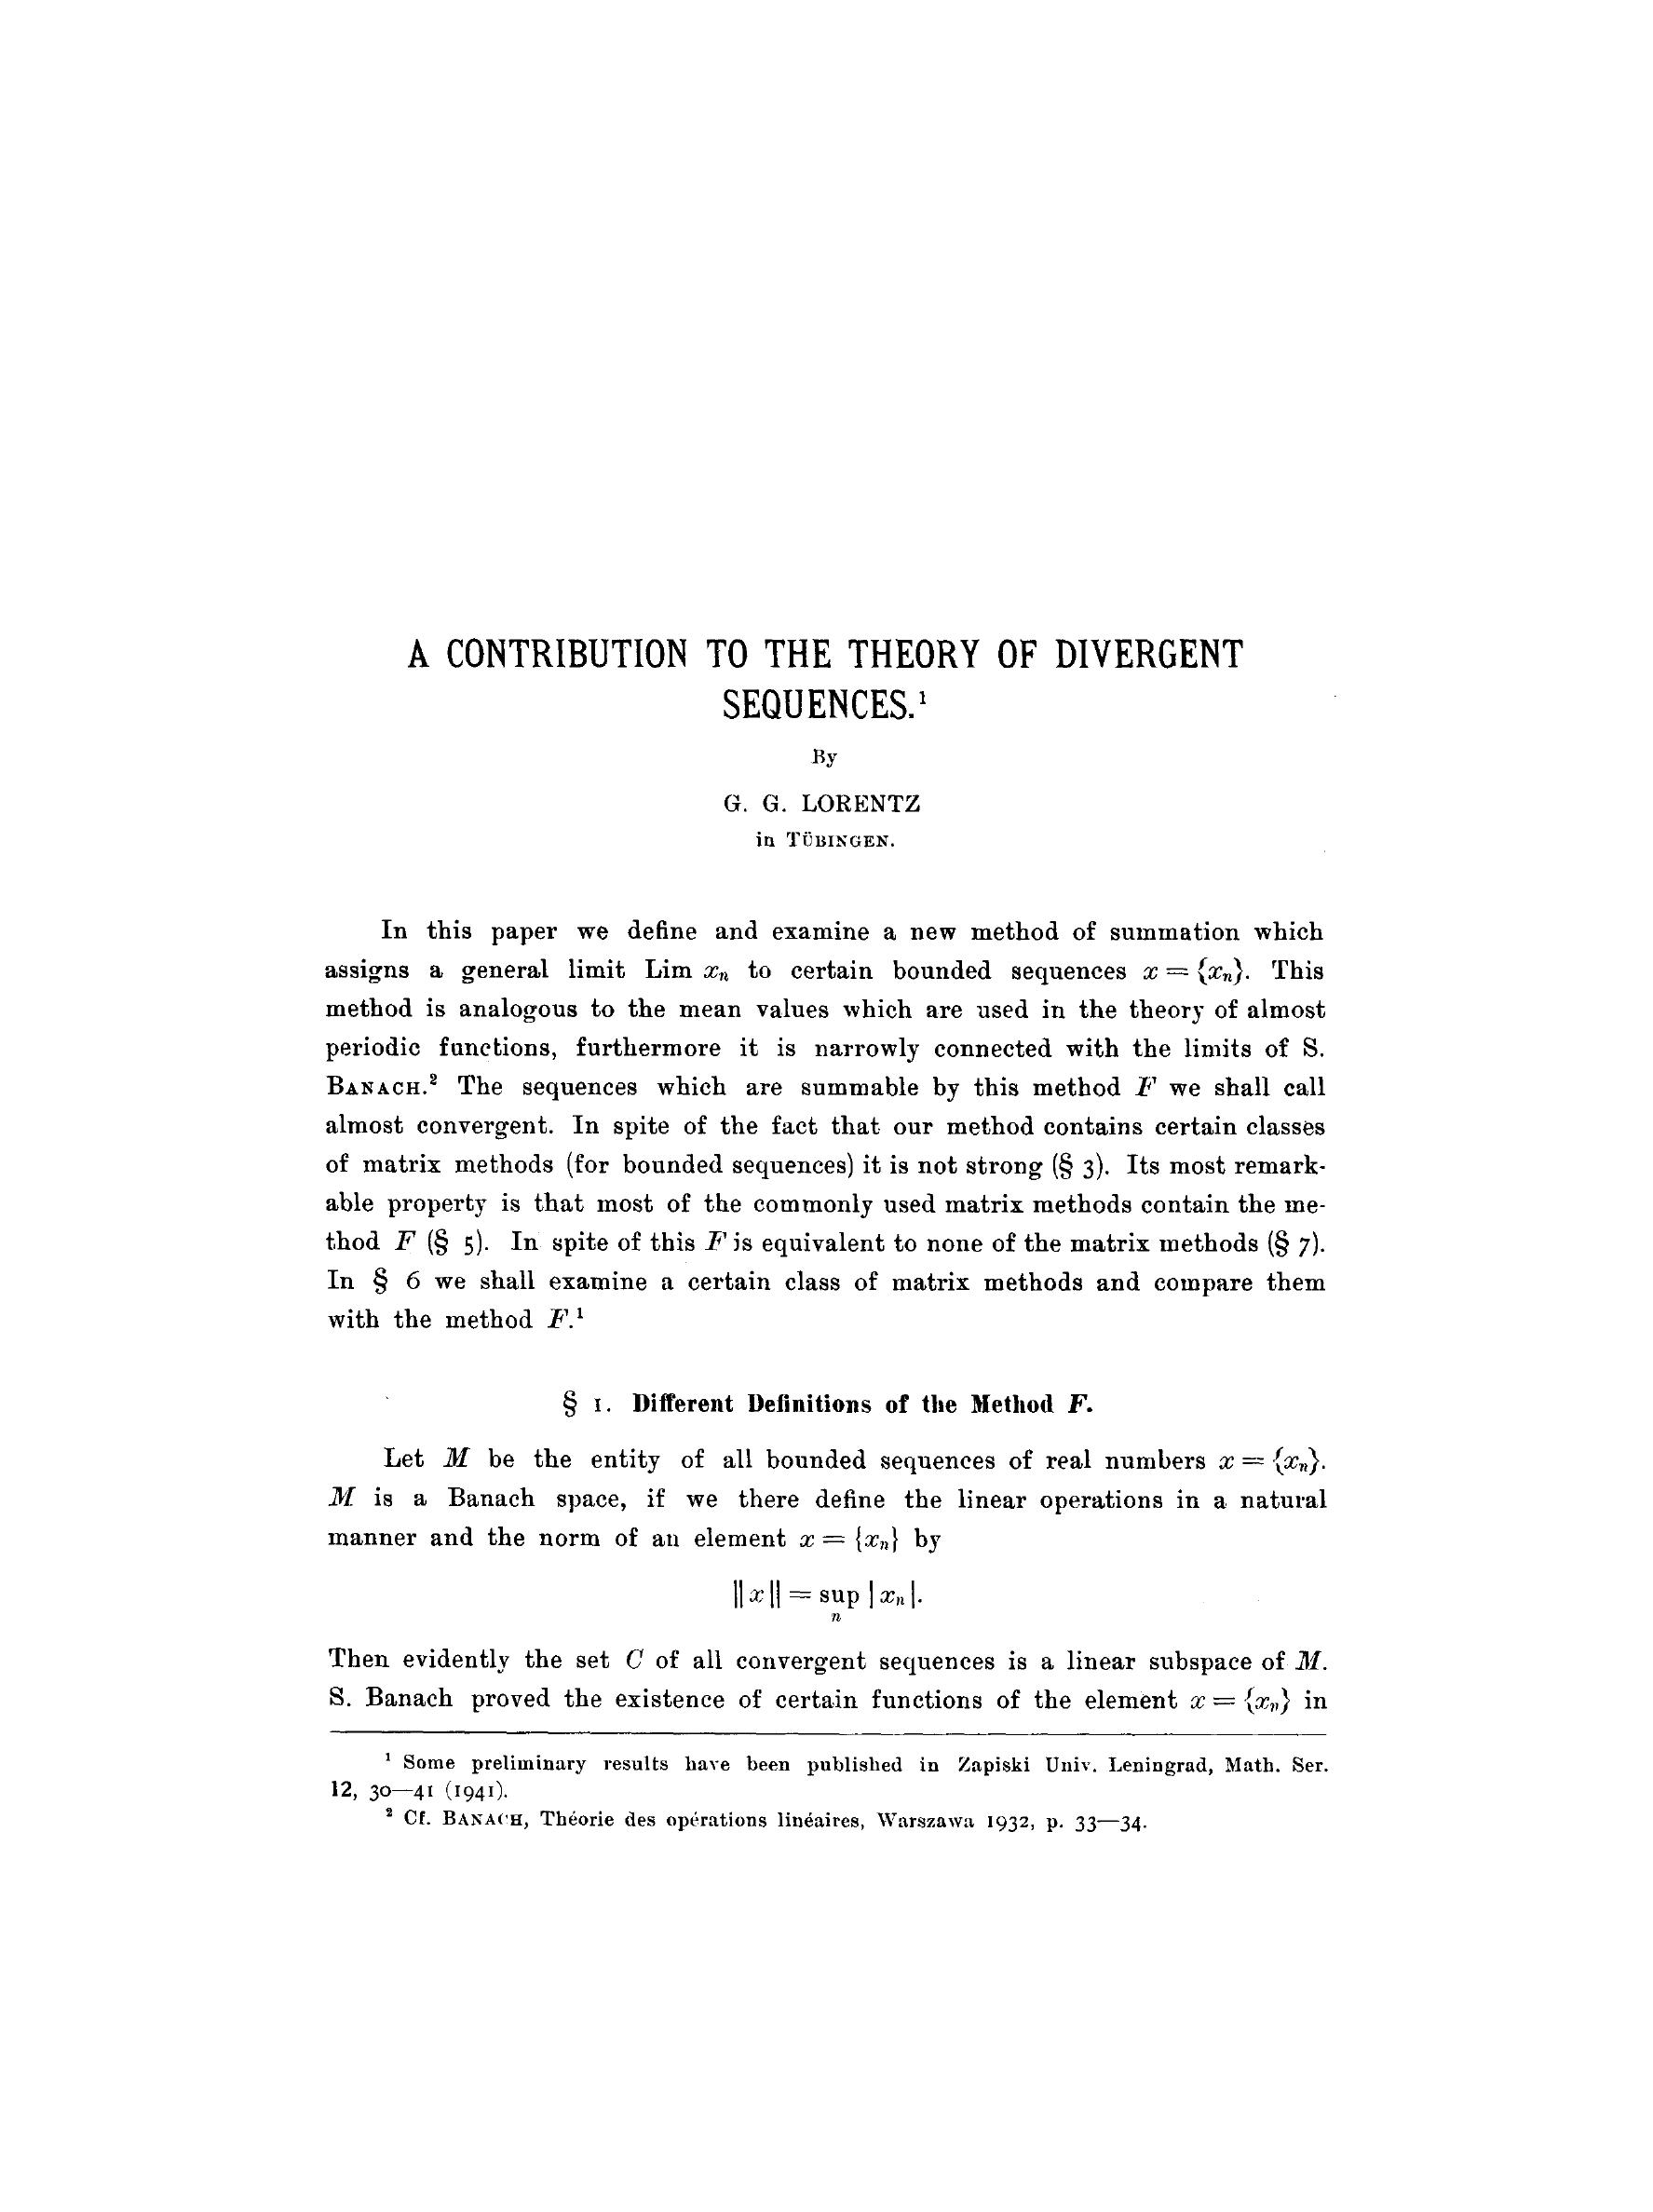 A CONTRIBUTION TO THE THEORY OF DIVERGENT
SEQUENCES.¹
By
G. G. LORENTZ
in TÜBINGEN.
In this paper we define and examine a new method of summation which
assigns a general limit Lim xₙ to certain bounded sequences x = {xₙ}. This
method is analogous to the mean values which are used in the theory of almost
periodic functions, furthermore it is narrowly connected with the limits of S.
BANACH.² The sequences which are summable by this method F we shall call
almost convergent. In spite of the fact that our method contains certain classes
of matrix methods (for bounded sequences) it is not strong (§ 3). Its most remark-
able property is that most of the commonly used matrix methods contain the me-
thod F (§ 5). In spite of this F is equivalent to none of the matrix methods (§ 7).
In § 6 we shall examine a certain class of matrix methods and compare them
with the method F.¹
§ 1. Different Definitions of the Method F.
Let M be the entity of all bounded sequences of real numbers x = {xₙ}.
M is a Banach space, if we there define the linear operations in a natural
manner and the norm of an element x = {xₙ} by
||x|| = sup |xₙ|.
n
Then evidently the set C of all convergent sequences is a linear subspace of M.
S. Banach proved the existence of certain functions of the element x = {xₙ} in
¹ Some preliminary results have been published in Zapiski Univ. Leningrad, Math. Ser.
12, 30—41 (1941).
² Cf. BANACH, Théorie des opérations linéaires, Warszawa 1932, p. 33—34.